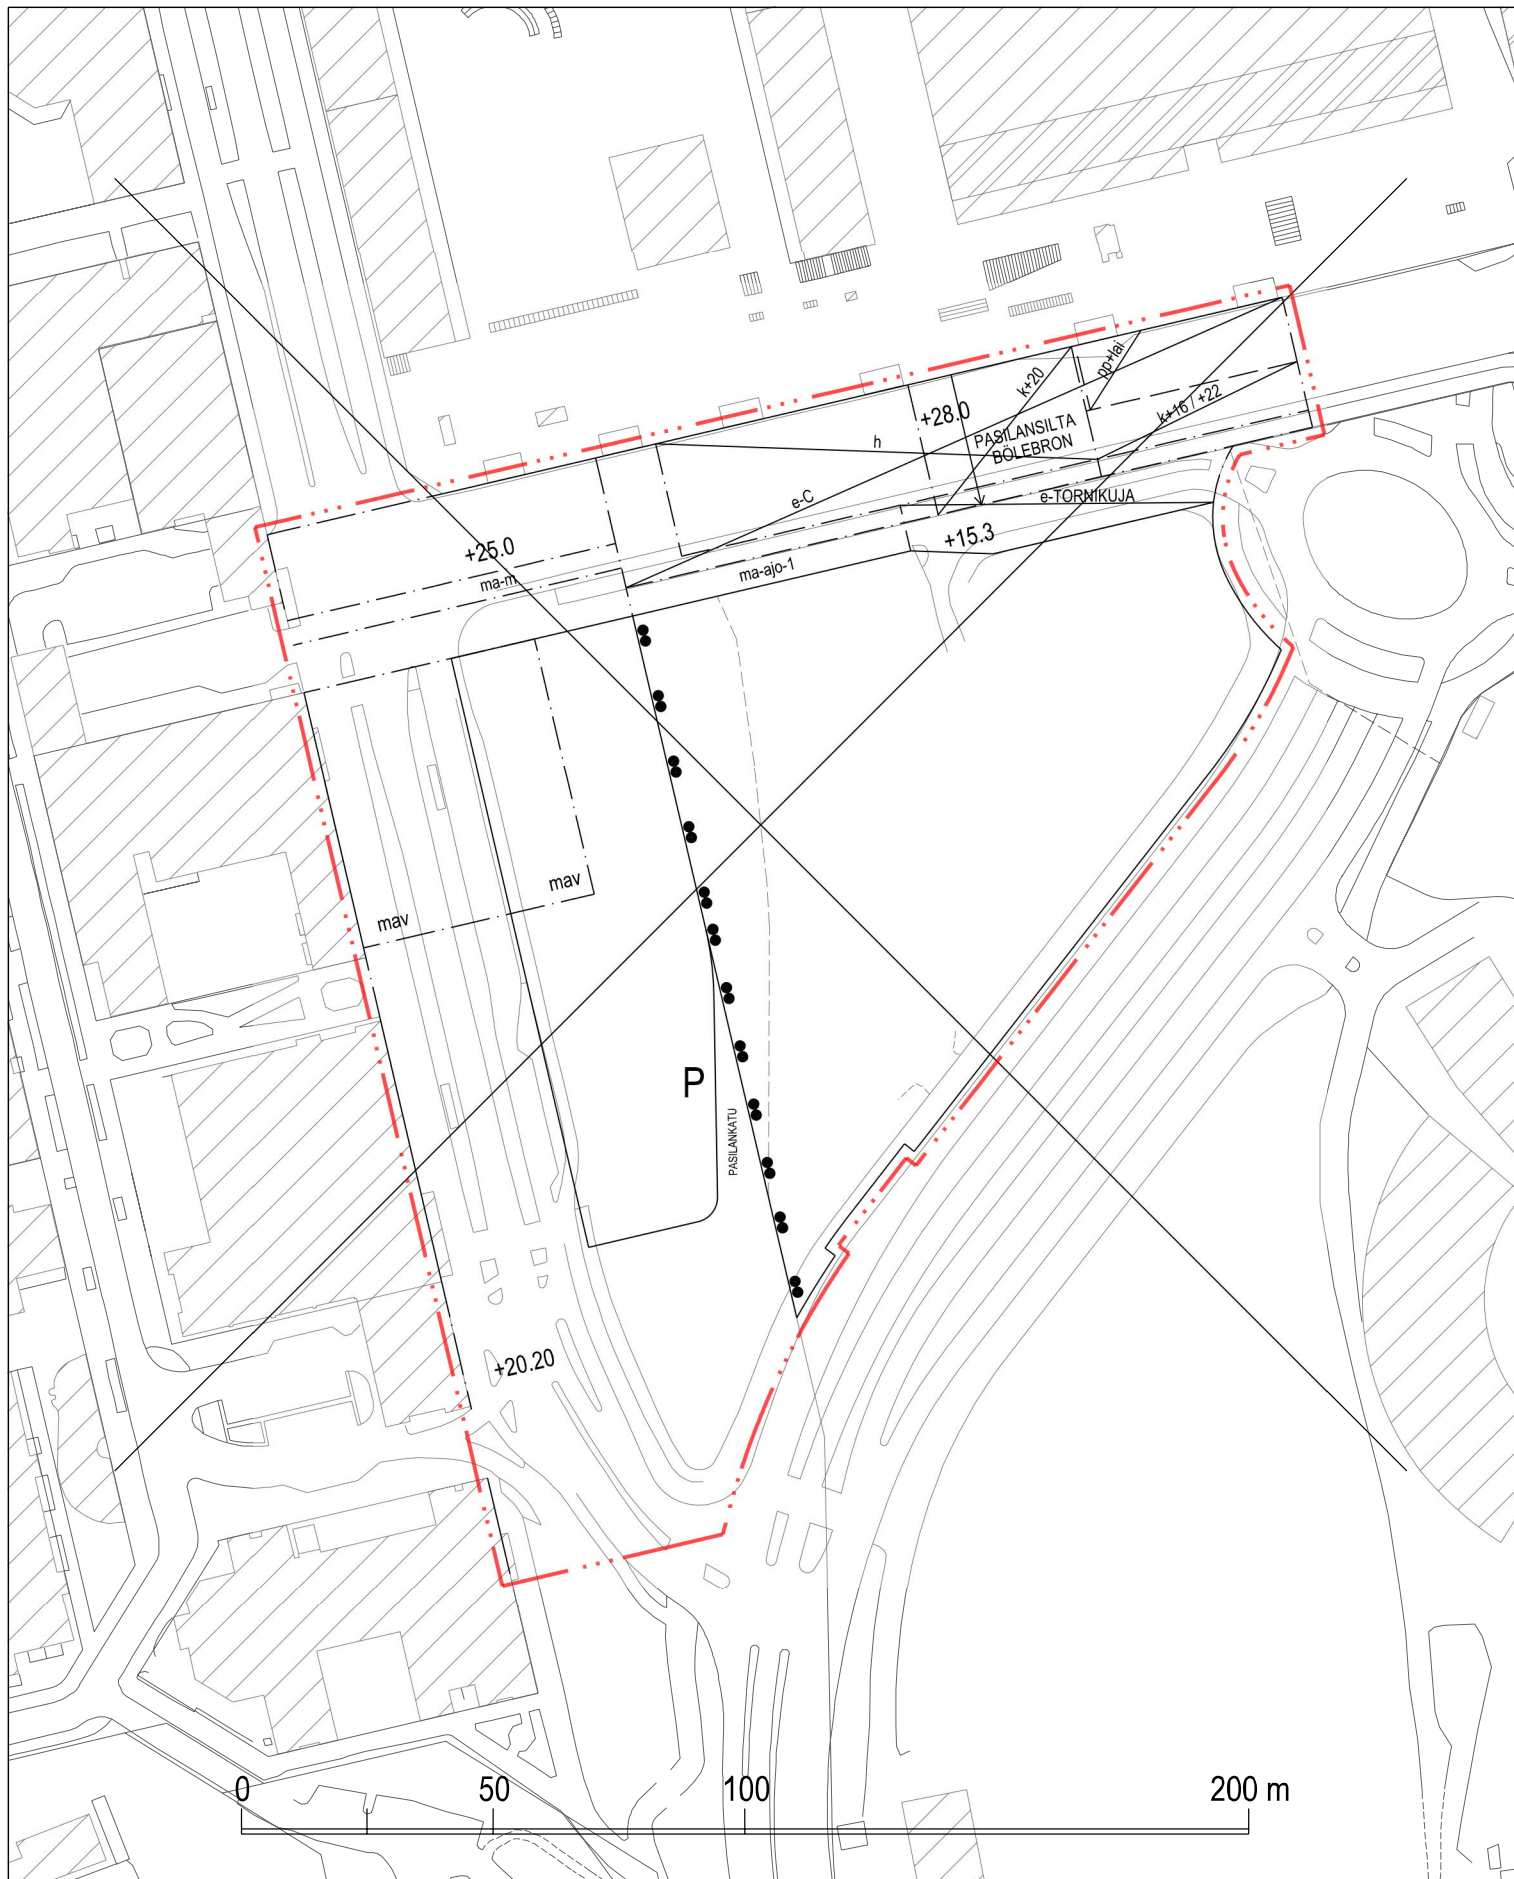 pp+lai
k+20
k+16 / +22
+28.0
PASILANSILTA
BÖLEBRON
h
e-C
e-TORNIKUJA
+15.3
+25.0
ma-m
ma-ajo-1
mav
mav
P
PASILANKATU
+20.20
0 50 100 200 m